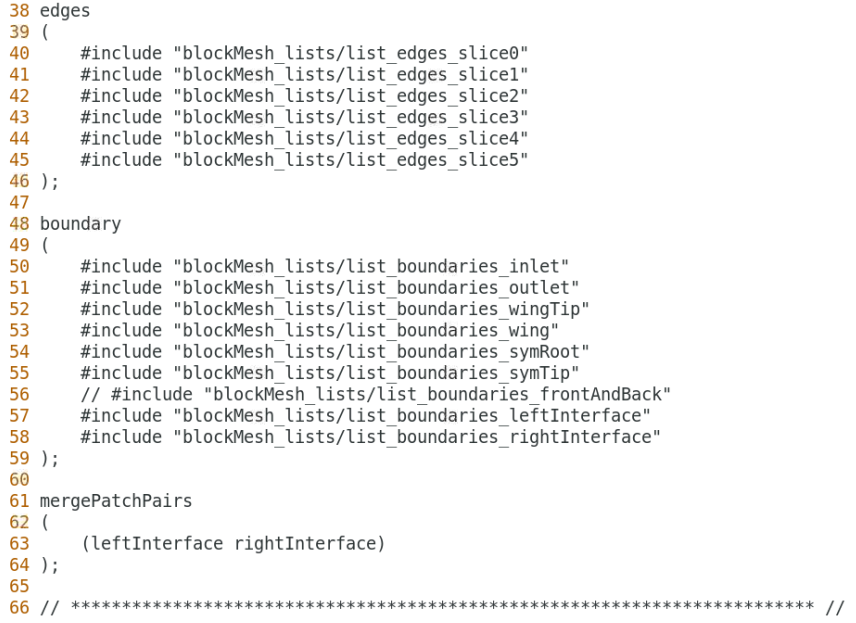 38 edges
39 (
40     #include "blockMesh_lists/list_edges_slice0"
41     #include "blockMesh_lists/list_edges_slice1"
42     #include "blockMesh_lists/list_edges_slice2"
43     #include "blockMesh_lists/list_edges_slice3"
44     #include "blockMesh_lists/list_edges_slice4"
45     #include "blockMesh_lists/list_edges_slice5"
46 );
47
48 boundary
49 (
50     #include "blockMesh_lists/list_boundaries_inlet"
51     #include "blockMesh_lists/list_boundaries_outlet"
52     #include "blockMesh_lists/list_boundaries_wingTip"
53     #include "blockMesh_lists/list_boundaries_wing"
54     #include "blockMesh_lists/list_boundaries_symRoot"
55     #include "blockMesh_lists/list_boundaries_symTip"
56     // #include "blockMesh_lists/list_boundaries_frontAndBack"
57     #include "blockMesh_lists/list_boundaries_leftInterface"
58     #include "blockMesh_lists/list_boundaries_rightInterface"
59 );
60
61 mergePatchPairs
62 (
63     (leftInterface rightInterface)
64 );
65
66 // ************************************************************************* //